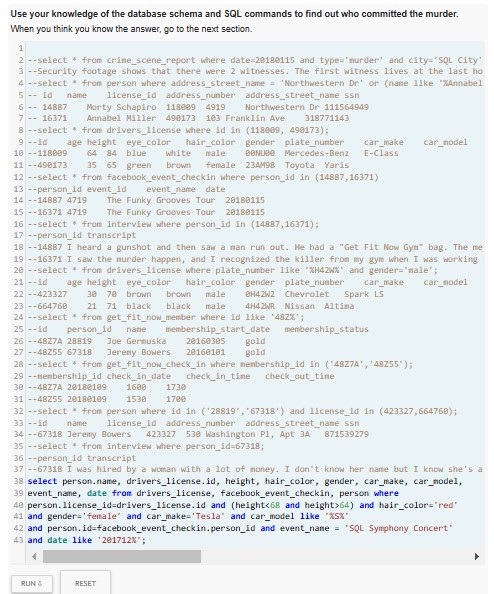 Use your knowledge of the database schema and SQL commands to find out who committed the murder.
When you think you know the answer, go to the next section.
1
2 --select * from crime_scene_report where date=20180115 and type='murder' and city='SQL City'
3 --Security footage shows that there were 2 witnesses. The first witness lives at the last ho
4 --select * from person where address_street_name = 'Northwestern Dr' or (name like '%Annabel
5 -- id name license_id address_number address_street_name ssn
6 -- 14887 Morty Schapiro 118009 4919 Northwestern Dr 111564949
7 -- 16371 Annabel Miller 490173 103 Franklin Ave 318771143
8 --select * from drivers_license where id in (118009, 490173);
9 --id age height eye_color hair_color gender plate_number car_make car_model
10 --118009 64 84 blue white male 00NU00 Mercedes-Benz E-Class
11 --490173 35 65 green brown female 23AM98 Toyota Yaris
12 --select * from facebook_event_checkin where person_id in (14887,16371)
13 --person_id event_id event_name date
14 --14887 4719 The Funky Grooves Tour 20180115
15 --16371 4719 The Funky Grooves Tour 20180115
16 --select * from interview where person_id in (14887,16371);
17 --person_id transcript
18 --14887 I heard a gunshot and then saw a man run out. He had a "Get Fit Now Gym" bag. The me
19 --16371 I saw the murder happen, and I recognized the killer from my gym when I was working
20 --select * from drivers_license where plate_number like '%H42W%' and gender='male';
21 --id age height eye_color hair_color gender plate_number car_make car_model
22 --423327 30 70 brown brown male 0H42W2 Chevrolet Spark LS
23 --664760 21 71 black black male 4H42WR Nissan Altima
24 --select * from get_fit_now_member where id like '48Z%';
25 --id person_id name membership_start_date membership_status
26 --48Z7A 28819 Joe Germuska 20160305 gold
27 --48Z55 67318 Jeremy Bowers 20160101 gold
28 --select * from get_fit_now_check_in where membership_id in ('48Z7A','48Z55');
29 --membership_id check_in_date check_in_time check_out_time
30 --48Z7A 20180109 1600 1730
31 --48Z55 20180109 1530 1700
32 --select * from person where id in ('28819','67318') and license_id in (423327,664760);
33 --id name license_id address_number address_street_name ssn
34 --67318 Jeremy Bowers 423327 530 Washington Pl, Apt 3A 871539279
35 --select * from interview where person_id=67318;
36 --person_id transcript
37 --67318 I was hired by a woman with a lot of money. I don't know her name but I know she's a
38 select person.name, drivers_license.id, height, hair_color, gender, car_make, car_model,
39 event_name, date from drivers_license, facebook_event_checkin, person where
40 person.license_id=drivers_license.id and (height<68 and height>64) and hair_color='red'
41 and gender='female' and car_make='Tesla' and car_model like '%S%'
42 and person.id=facebook_event_checkin.person_id and event_name = 'SQL Symphony Concert'
43 and date like '201712%';
RUN
RESET